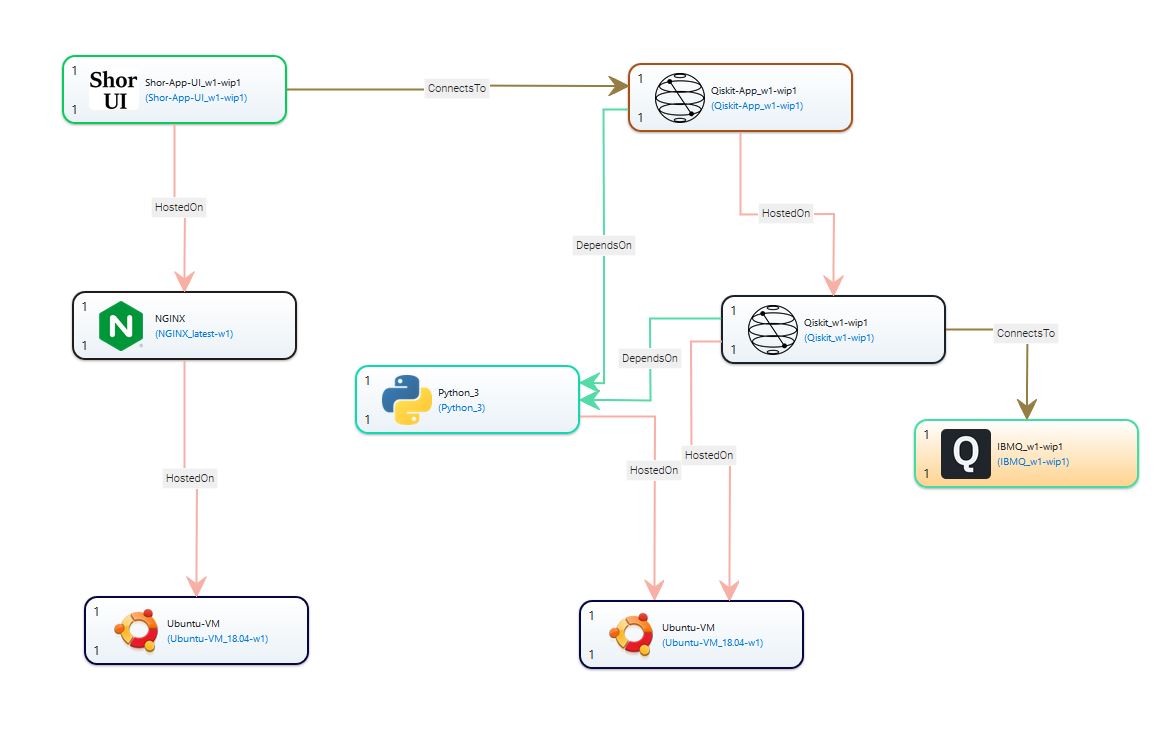 1
1
Shor
UI
Shor-App-UI_w1-wip1
(Shor-App-UI_w1-wip1)
ConnectsTo
1
1
Qiskit-App_w1-wip1
(Qiskit-App_w1-wip1)
HostedOn
HostedOn
DependsOn
1
1
N
NGINX
(NGINX_latest-w1)
1
1
Qiskit_w1-wip1
(Qiskit_w1-wip1)
ConnectsTo
DependsOn
1
1
Python_3
(Python_3)
1
1
Q
IBMQ_w1-wip1
(IBMQ_w1-wip1)
HostedOn
HostedOn
HostedOn
1
1
Ubuntu-VM
(Ubuntu-VM_18.04-w1)
1
1
Ubuntu-VM
(Ubuntu-VM_18.04-w1)